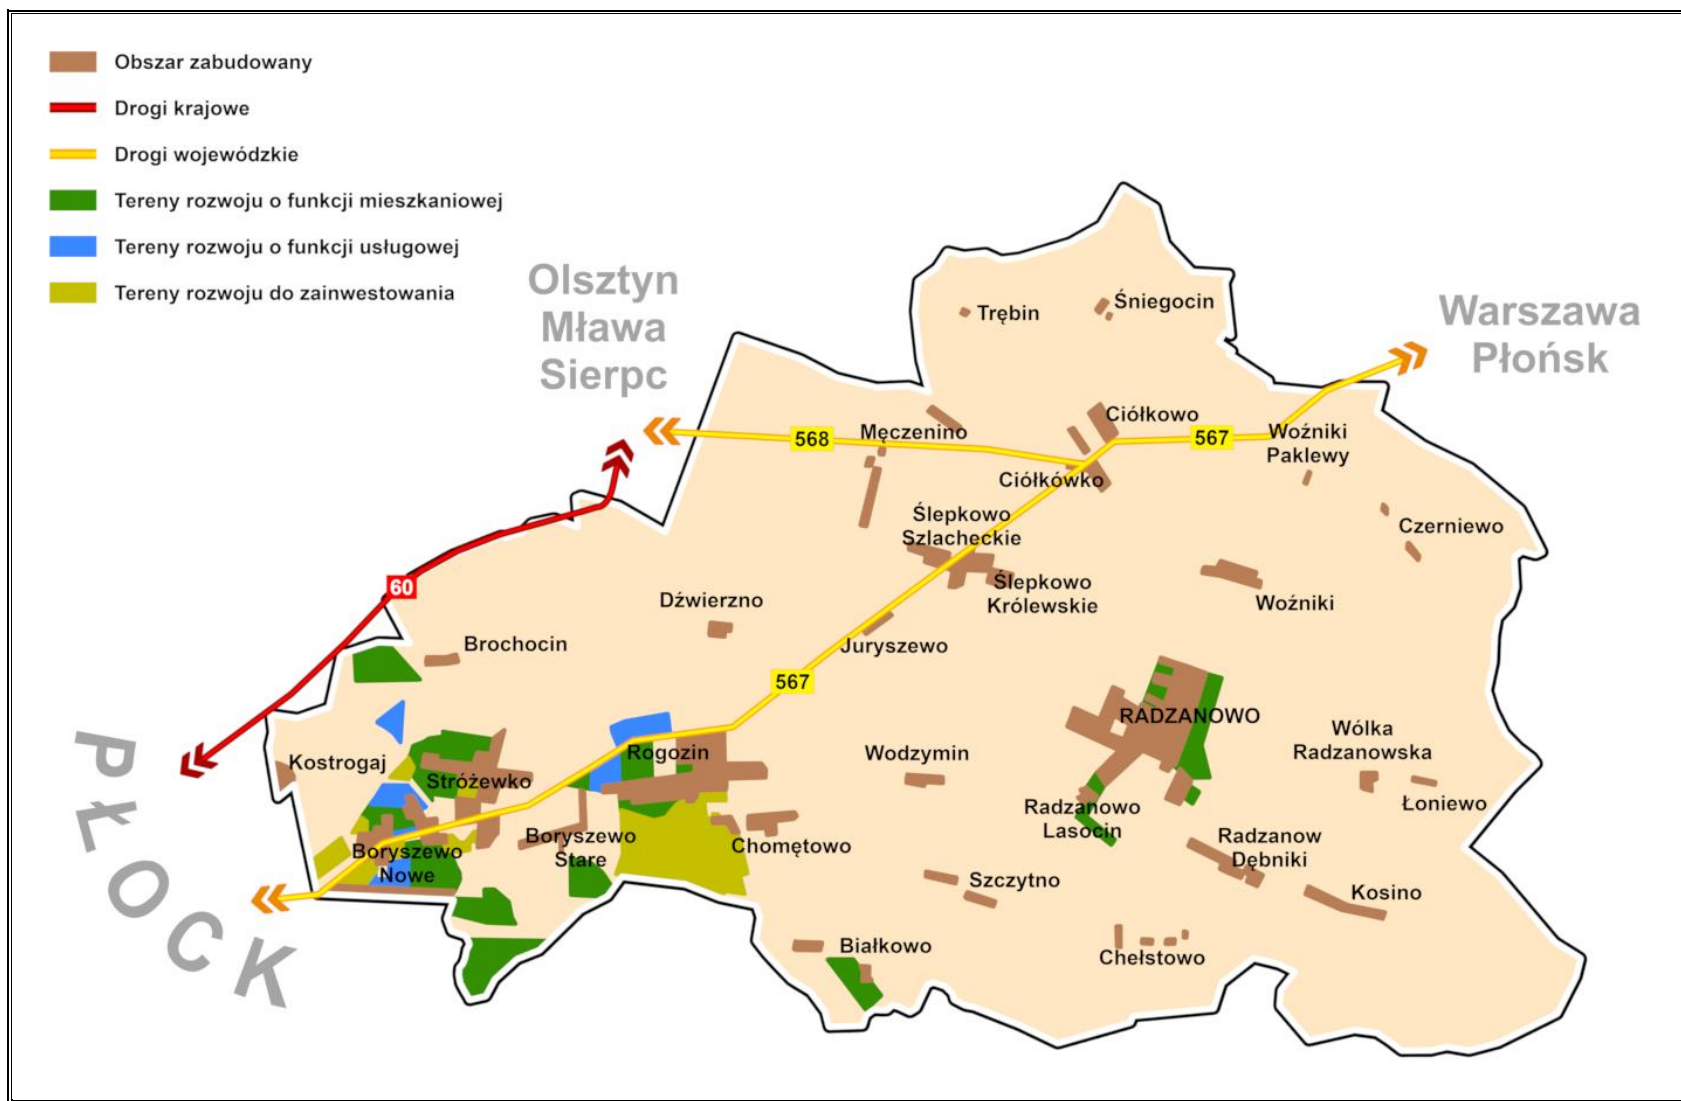 Obszar zabudowany
Drogi krajowe
Drogi wojewódzkie
Tereny rozwoju o funkcji mieszkaniowej
Tereny rozwoju o funkcji usługowej
Tereny rozwoju do zainwestowania
Olsztyn
Mława
Sierpc
Warszawa
Płońsk
Trębin
Śniegocin
Ciółkowo
Męczenino
568
567
Woźniki
Paklewy
Ciółkówko
Ślepkowo
Szlacheckie
Czerniewo
Ślepkowo
Królewskie
60
Dźwierzno
Woźniki
Brochocin
Juryszewo
567
RADZANOWO
Wólka
Radzanowska
Kostrogaj
Rogozin
Wodzymin
Stróżewko
Łoniewo
Radzanowo
Lasocin
Boryszewo
Nowe
Boryszewo
Stare
Chomętowo
Radzanow
Dębniki
Szczytno
Kosino
Białkowo
Chełstowo
PŁOCK